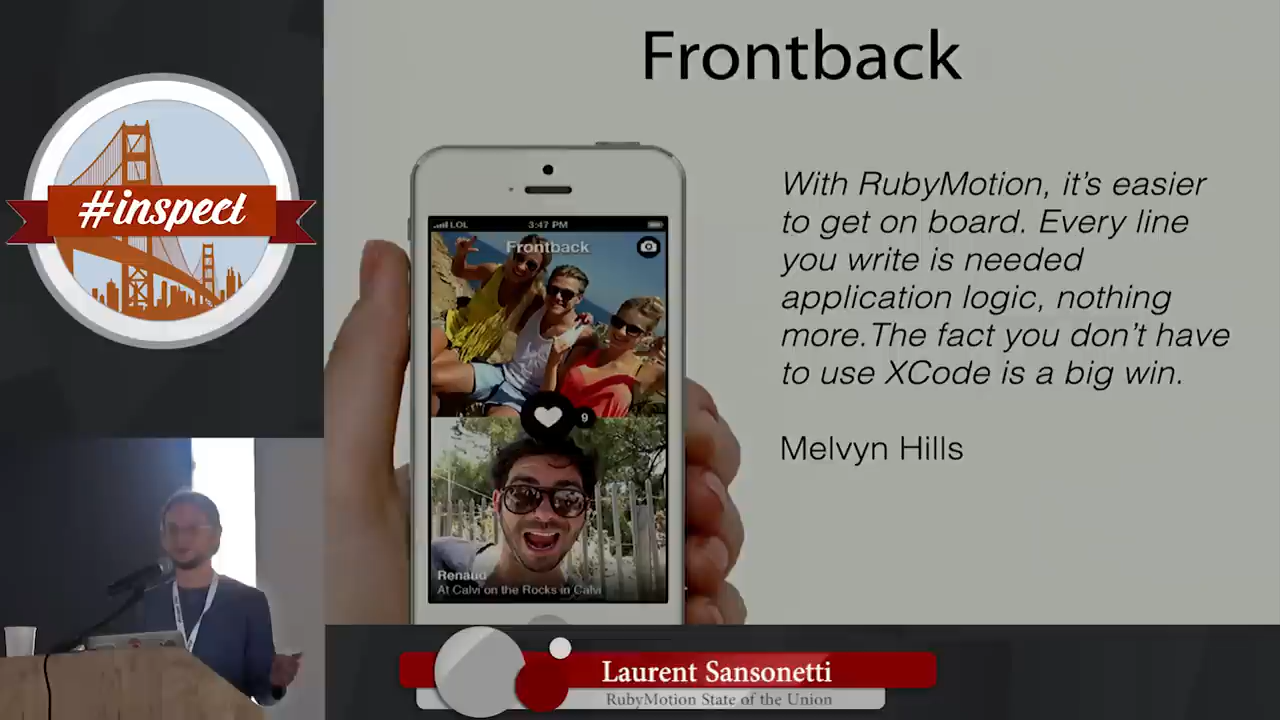 Frontback
#inspect
With RubyMotion, it's easier
to get on board. Every line
you write is needed
application logic, nothing
more.The fact you don't have
to use XCode is a big win.
Melvyn Hills
LOL 3:47 PM
Frontback
9
Renaud
At Calvi on the Rocks in Calvi
Laurent Sansonetti
RubyMotion State of the Union